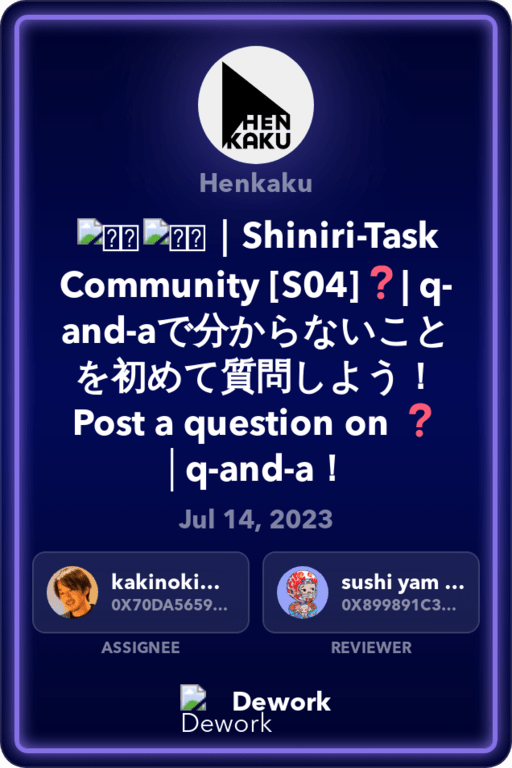 HEN
KAKU
Henkaku
| Shiniri-Task
Community [S04]❓| q-
and-aで分からないこと
を初めて質問しよう！
Post a question on ❓
| q-and-a！
Jul 14, 2023
kakinoki...
0X70DA5659...
sushi yam ...
0X899891C3...
ASSIGNEE
REVIEWER
Dework
Dework